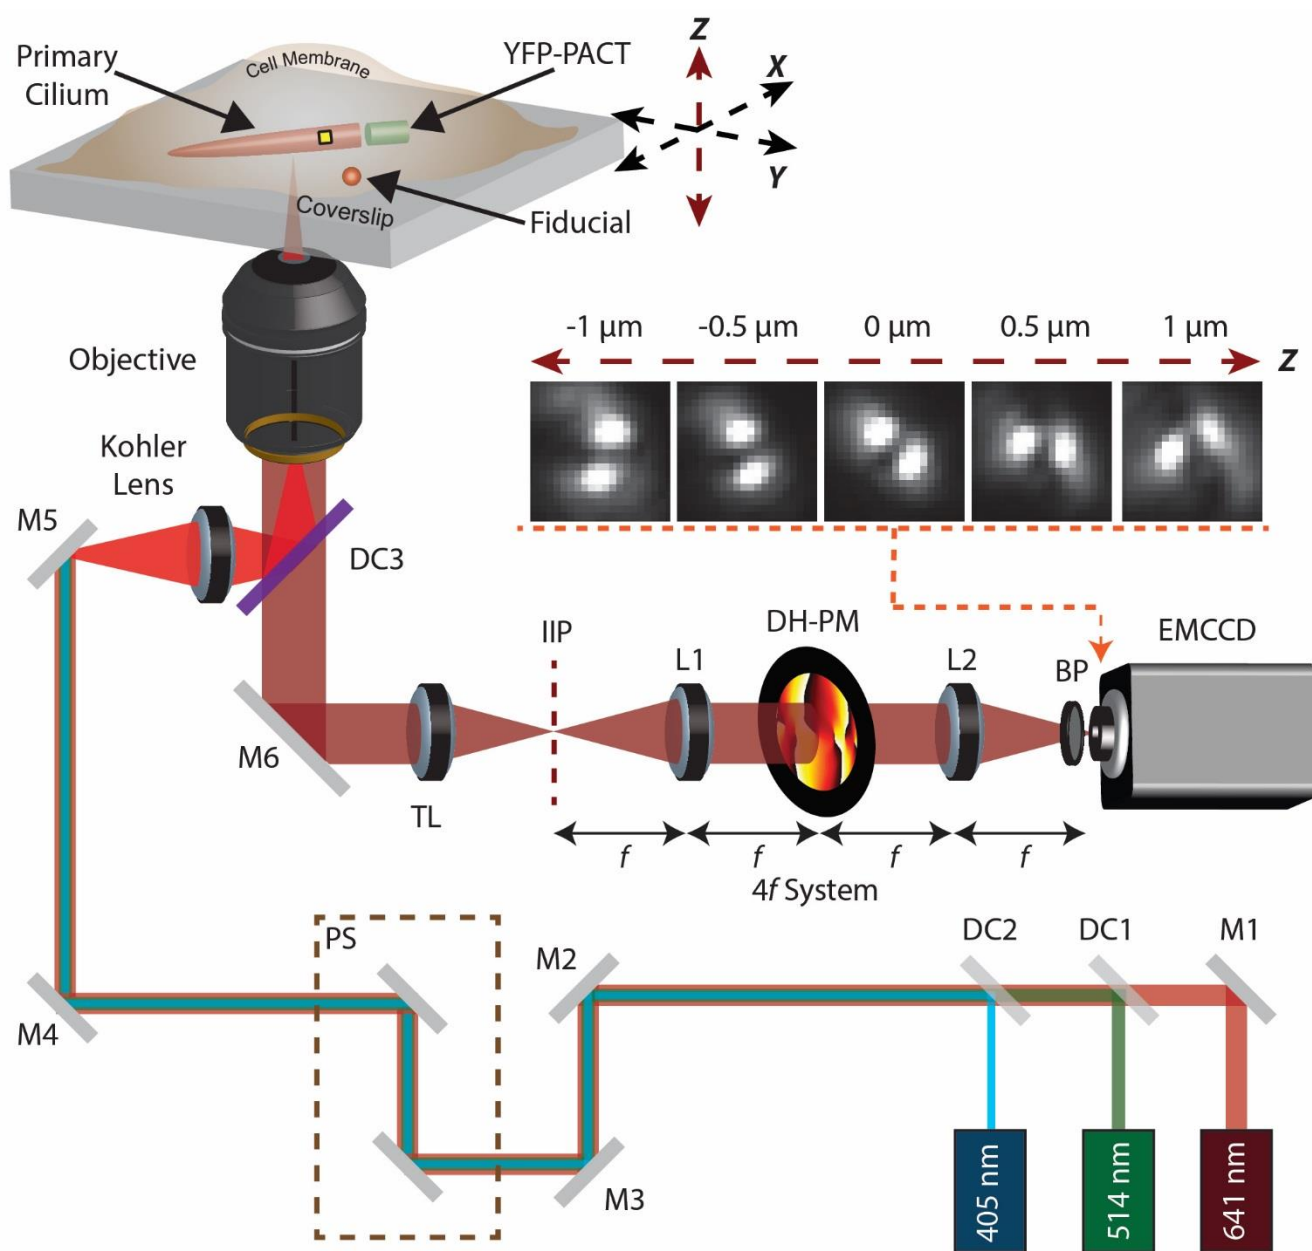 Primary
Cilium
Cell Membrane
YFP-PACT
Z
X
Y
Coverslip
Fiducial
Objective
-1 µm
-0.5 µm
0 µm
0.5 µm
1 µm
Z
Kohler
Lens
M5
DC3
IIP
L1
DH-PM
L2
BP
EMCCD
M6
TL
f
f
f
f
4f System
PS
M2
DC2
DC1
M1
M4
M3
405 nm
514 nm
641 nm